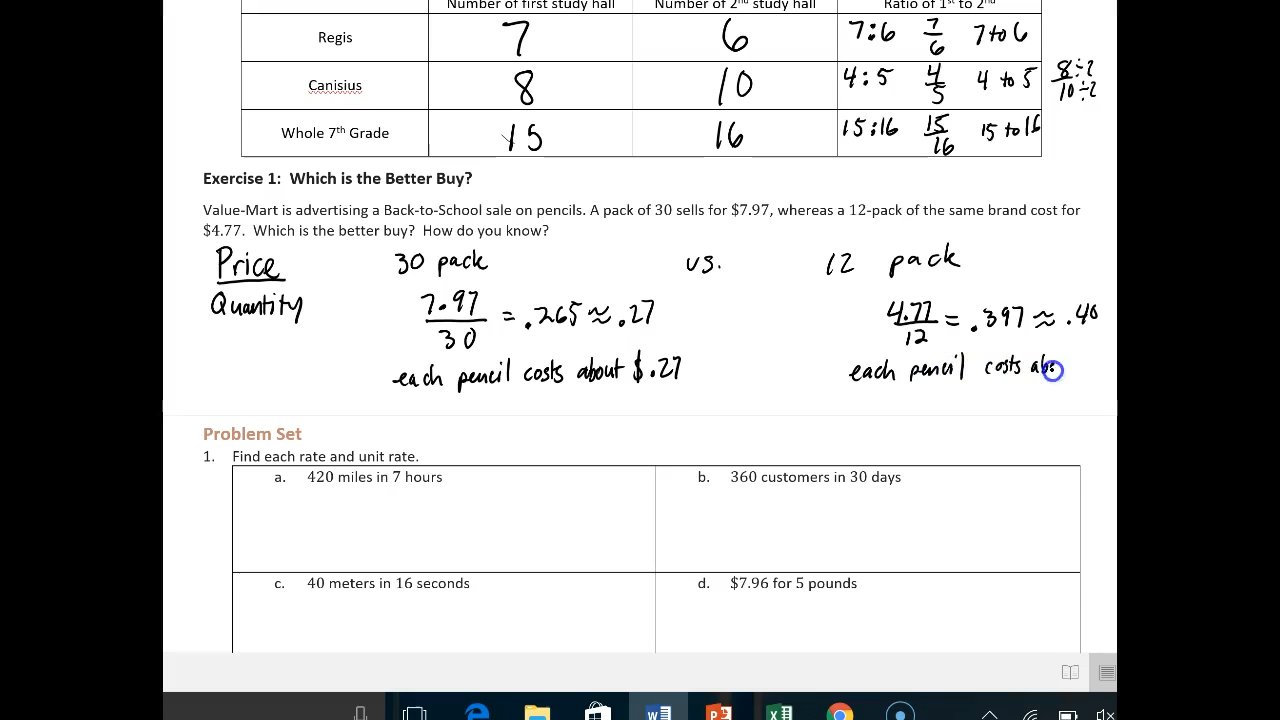 Number of first study hall Number of 2nd study hall Ratio of 1st to 2nd
Regis 7 6 7:6 7/6 7 to 6
Canisius 8 10 4:5 4/5 4 to 5 8÷2/10÷2
Whole 7th Grade 15 16 15:16 15/16 15 to 16
Exercise 1: Which is the Better Buy?
Value-Mart is advertising a Back-to-School sale on pencils. A pack of 30 sells for $7.97, whereas a 12-pack of the same brand cost for
$4.77. Which is the better buy? How do you know?
Price 30 pack vs. 12 pack
Quantity 7.97/30 = .265 ≈ .27 4.77/12 = .397 ≈ .40
each pencil costs about $.27 each pencil costs ab
Problem Set
1. Find each rate and unit rate.
a. 420 miles in 7 hours b. 360 customers in 30 days
c. 40 meters in 16 seconds d. $7.96 for 5 pounds